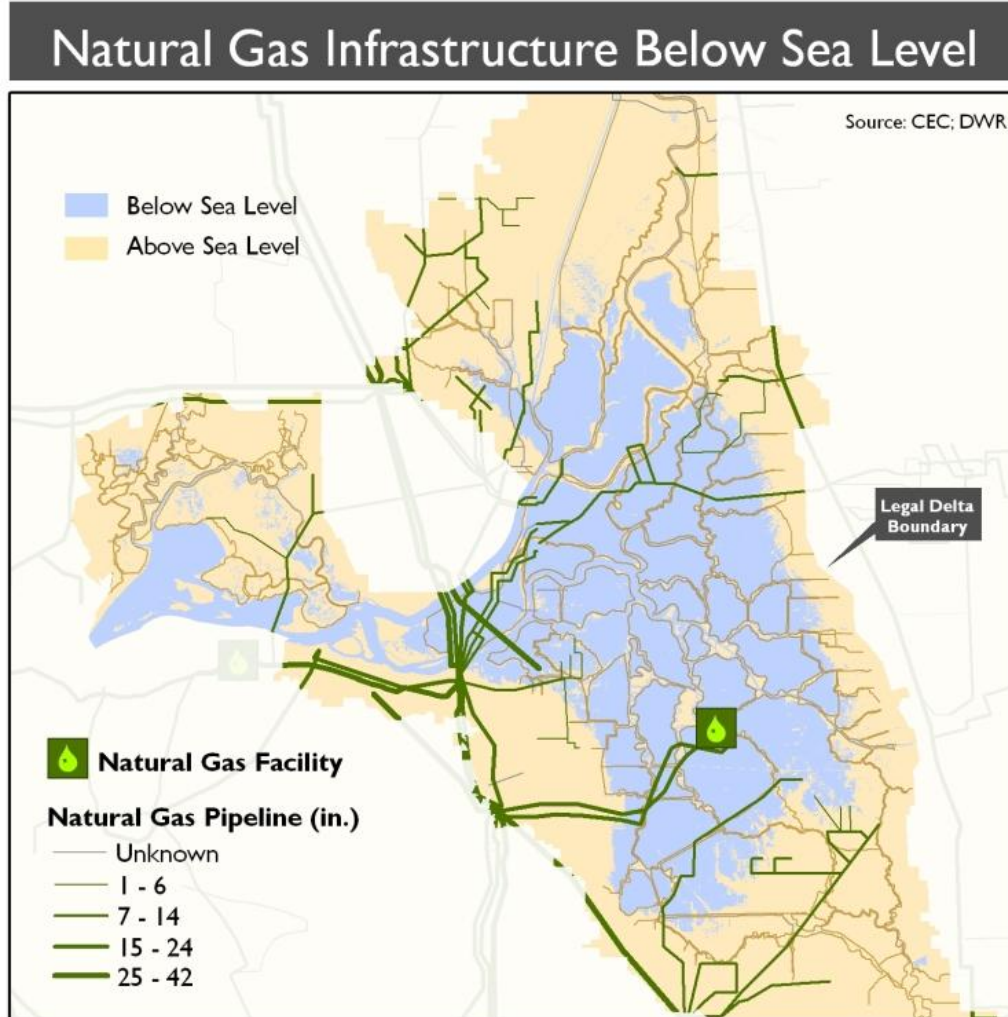 Natural Gas Infrastructure Below Sea Level
Source: CEC; DWR
Below Sea Level
Above Sea Level
Legal Delta
Boundary
Natural Gas Facility
Natural Gas Pipeline (in.)
Unknown
1 - 6
7 - 14
15 - 24
25 - 42